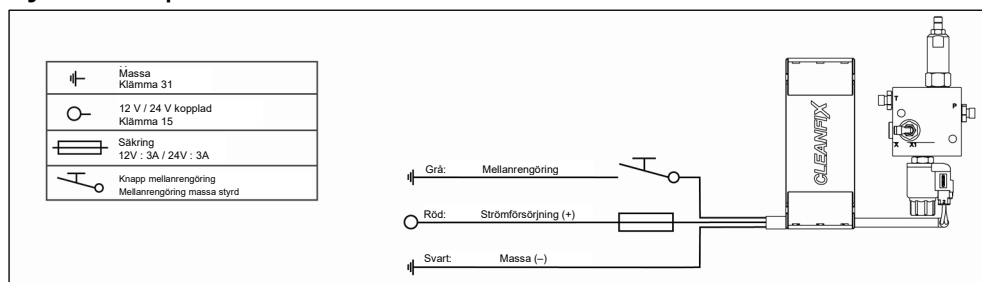 Massa
Klämma 31
12 V / 24 V kopplad
Klämma 15
Säkring
12V : 3A / 24V : 3A
Knapp mellanrengöring
Mellanrengöring massa styrd
Grå: Mellanrengöring
Röd: Strömförsörjning (+)
Svart: Massa (–)
CLEANFIX
T
P
X X1